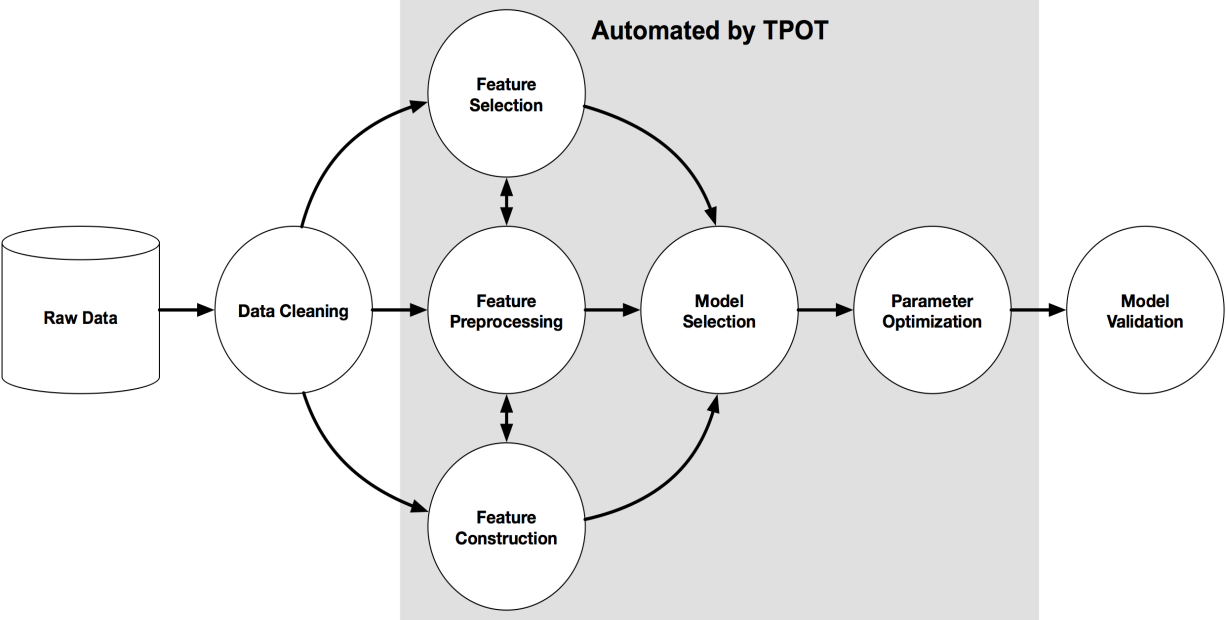 Automated by TPOT
Feature
Selection
Raw Data
Data Cleaning
Feature
Preprocessing
Model
Selection
Parameter
Optimization
Model
Validation
Feature
Construction